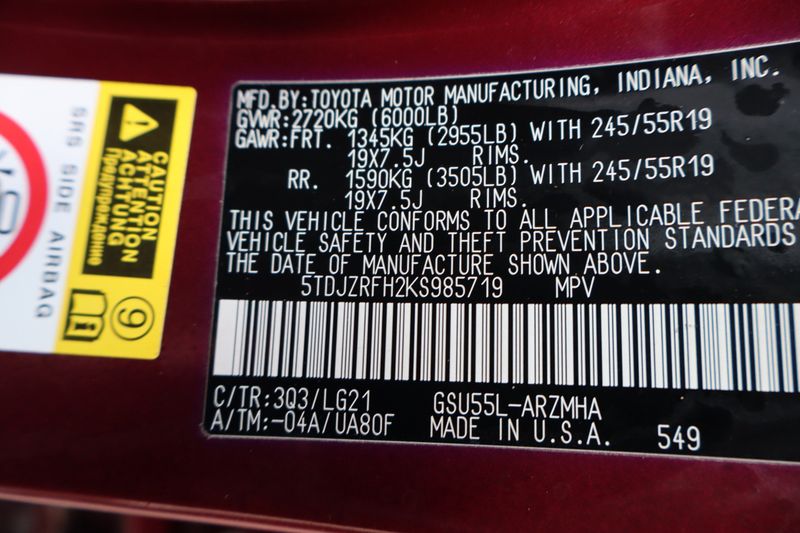 MFD.BY:TOYOTA MOTOR MANUFACTURING, INDIANA, INC.
GVWR:2720KG (6000LB)
GAWR:FRT. 1345KG (2955LB) WITH 245/55R19
19X7.5J RIMS.
RR. 1590KG (3505LB) WITH 245/55R19
19X7.5J RIMS.
THIS VEHICLE CONFORMS TO ALL APPLICABLE FEDERA
VEHICLE SAFETY AND THEFT PREVENTION STANDARDS
THE DATE OF MANUFACTURE SHOWN ABOVE.
5TDJZRFH2KS985719 MPV
C/TR:3Q3/LG21 GSU55L-ARZMHA
A/TM:-04A/UA80F MADE IN U.S.A. 549
SRS SIDE AIRBAG
CAUTION
ATTENTION
ACHTUNG
Предупреждению
9